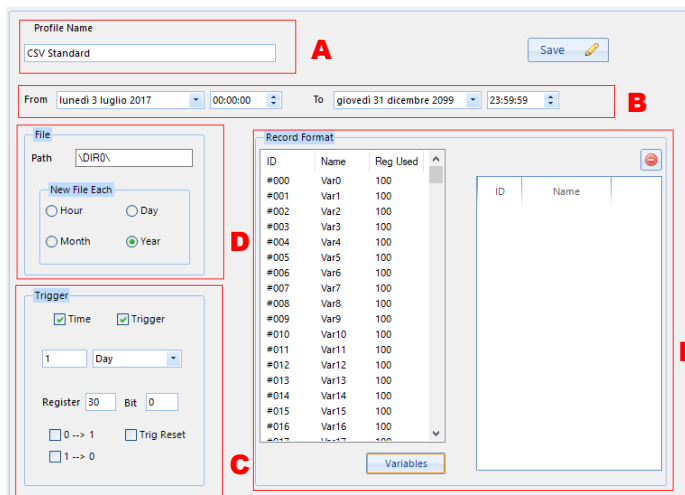 Profile Name
CSV Standard
A
Save
From lunedì 3 luglio 2017 00:00:00 To giovedì 31 dicembre 2099 23:59:59
B
File
Path \DIR0\
New File Each
Hour Day
Month Year
D
Trigger
Time Trigger
1 Day
Register 30 Bit 0
0 --> 1 Trig Reset
1 --> 0
C
Record Format
ID Name Reg Used
#000 Var0 100
#001 Var1 100
#002 Var2 100
#003 Var3 100
#004 Var4 100
#005 Var5 100
#006 Var6 100
#007 Var7 100
#008 Var8 100
#009 Var9 100
#010 Var10 100
#011 Var11 100
#012 Var12 100
#013 Var13 100
#014 Var14 100
#015 Var15 100
#016 Var16 100
#017 Var17 100
Variables
ID Name